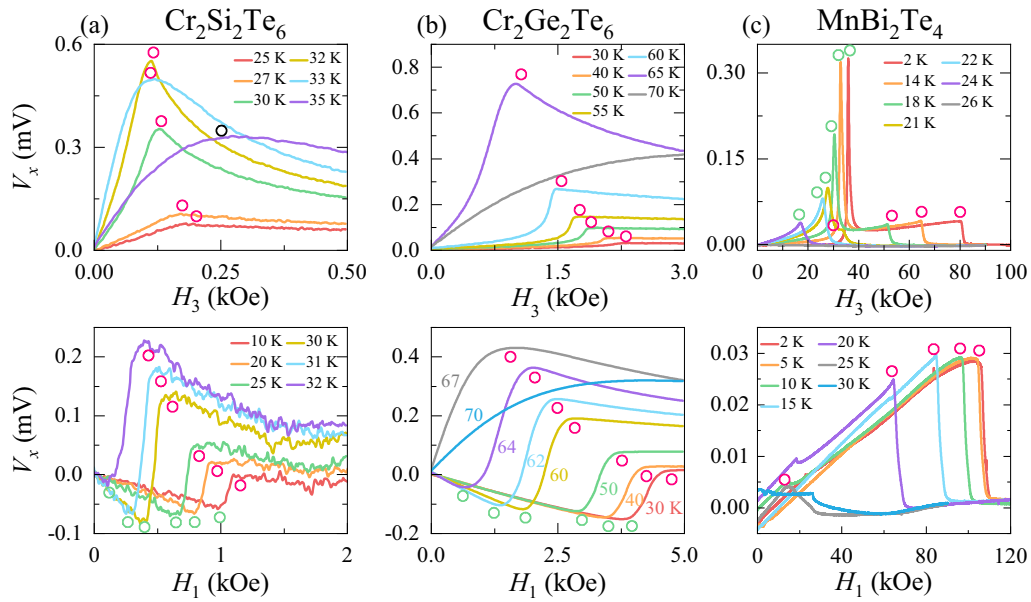 (a) Cr₂Si₂Te₆
(b) Cr₂Ge₂Te₆
(c) MnBi₂Te₄
0.6
0.3
0.0
Vₓ (mV)
25 K 32 K
27 K 33 K
30 K 35 K
0.00 0.25 0.50
H₃ (kOe)
0.8
0.6
0.4
0.2
0.0
30 K 60 K
40 K 65 K
50 K 70 K
55 K
0.0 1.5 3.0
H₃ (kOe)
0.30
0.15
0.00
2 K 22 K
14 K 24 K
18 K 26 K
21 K
0 20 40 60 80 100
H₃ (kOe)
0.2
0.1
0.0
-0.1
Vₓ (mV)
10 K 30 K
20 K 31 K
25 K 32 K
0 1 2
H₁ (kOe)
0.4
0.2
0.0
-0.2
67
70
64
62
60
50
40
30 K
0.0 2.5 5.0
H₁ (kOe)
0.03
0.02
0.01
0.00
2 K 20 K
5 K 25 K
10 K 30 K
15 K
0 40 80 120
H₁ (kOe)